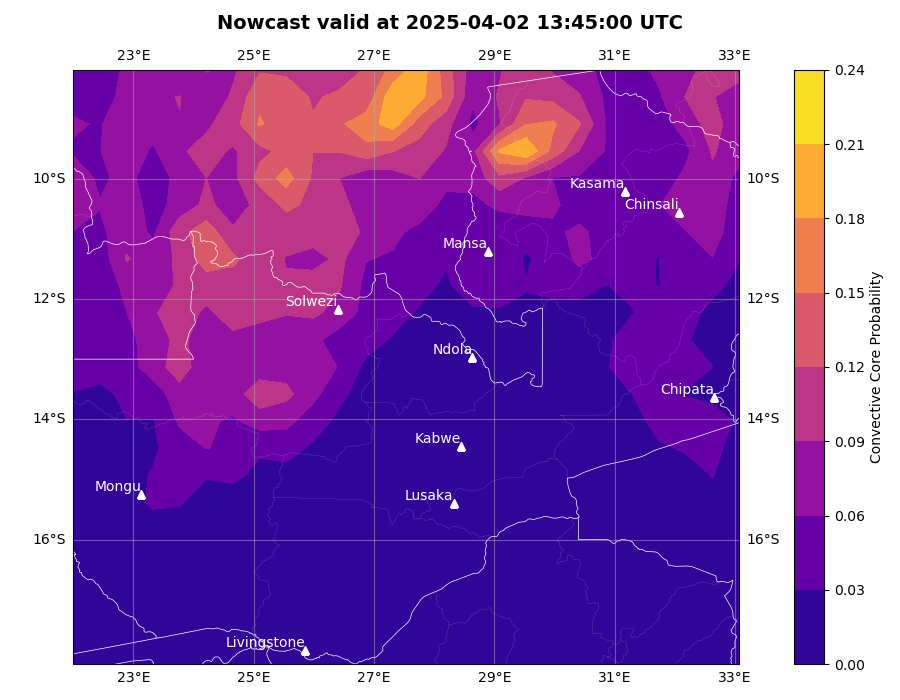 Nowcast valid at 2025-04-02 13:45:00 UTC
23°E 25°E 27°E 29°E 31°E 33°E
0.24
0.21
10°S Kasama 10°S
Chinsali
0.18
Mansa
0.15
12°S Solwezi 12°S
Ndola
0.12
Chipata
14°S 14°S
Kabwe
0.09
Mongu Lusaka
0.06
16°S 16°S
0.03
Livingstone
0.00
23°E 25°E 27°E 29°E 31°E 33°E
Convective Core Probability